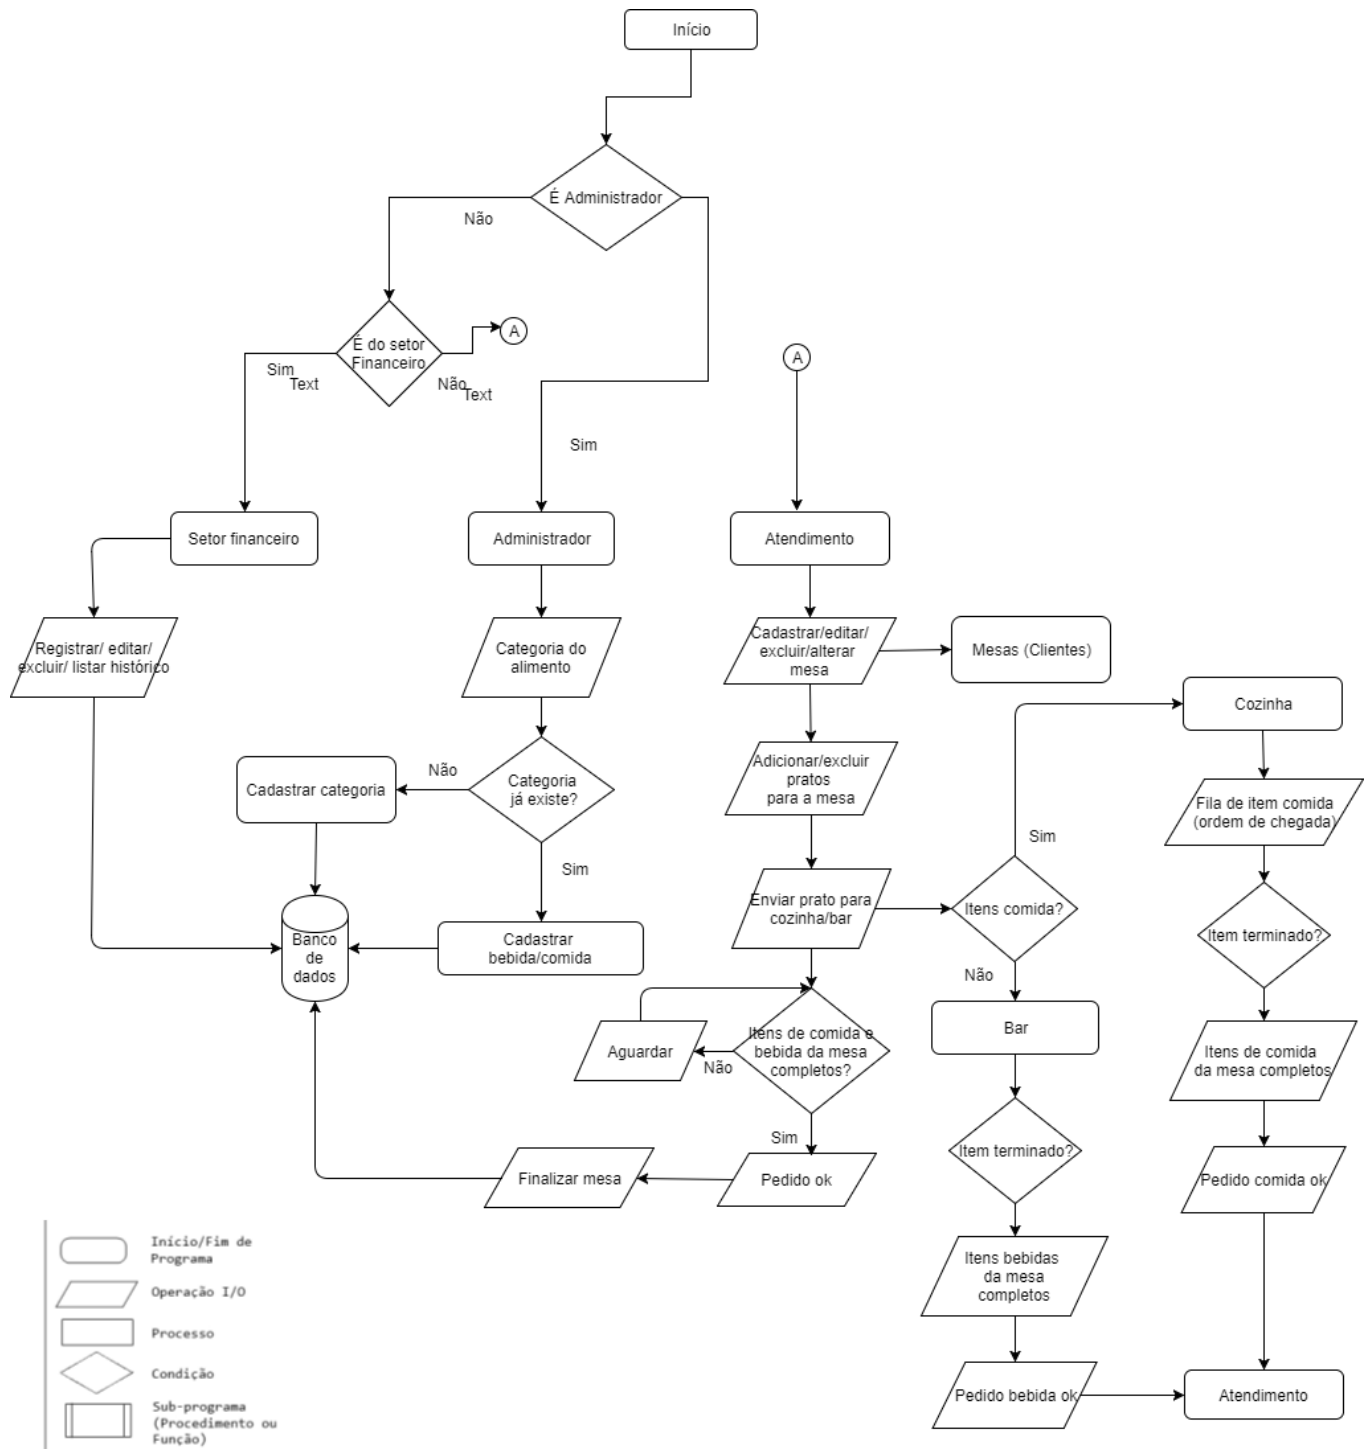 Início
É Administrador
Não
É do setor
Financeiro
A
Sim
Text
Não
Text
A
Sim
Setor financeiro
Administrador
Atendimento
Registrar/ editar/
excluir/ listar histórico
Categoria do
alimento
Cadastrar/editar/
excluir/alterar
mesa
Mesas (Clientes)
Cozinha
Adicionar/excluir
pratos
para a mesa
Não
Cadastrar categoria
Categoria
já existe?
Fila de item comida
(ordem de chegada)
Sim
Sim
Enviar prato para
cozinha/bar
Itens comida?
Item terminado?
Banco
de
dados
Cadastrar
bebida/comida
Não
Bar
Aguardar
Não
Itens de comida e
bebida da mesa
completos?
Itens de comida
da mesa completos
Sim
Item terminado?
Finalizar mesa
Pedido ok
Pedido comida ok
Itens bebidas
da mesa
completos
Pedido bebida ok
Atendimento
Início/Fim de
Programa
Operação I/O
Processo
Condição
Sub-programa
(Procedimento ou
Função)